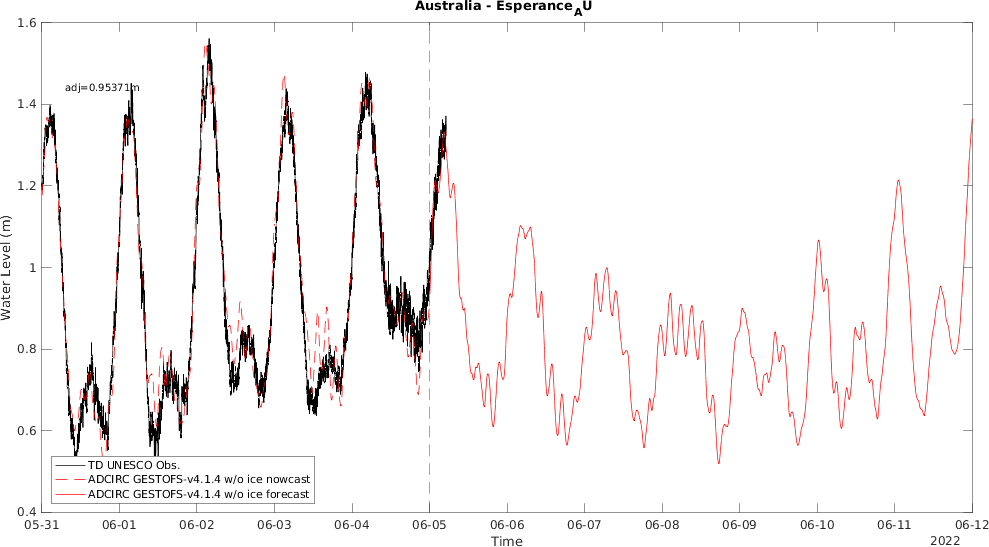 Australia - Esperance_AU
adj=0.95371m
Water Level (m)
1.6
1.4
1.2
1
0.8
0.6
0.4
TD UNESCO Obs.
ADCIRC GESTOFS-v4.1.4 w/o ice nowcast
ADCIRC GESTOFS-v4.1.4 w/o ice forecast
05-31 06-01 06-02 06-03 06-04 06-05 06-06 06-07 06-08 06-09 06-10 06-11 06-12
Time
2022